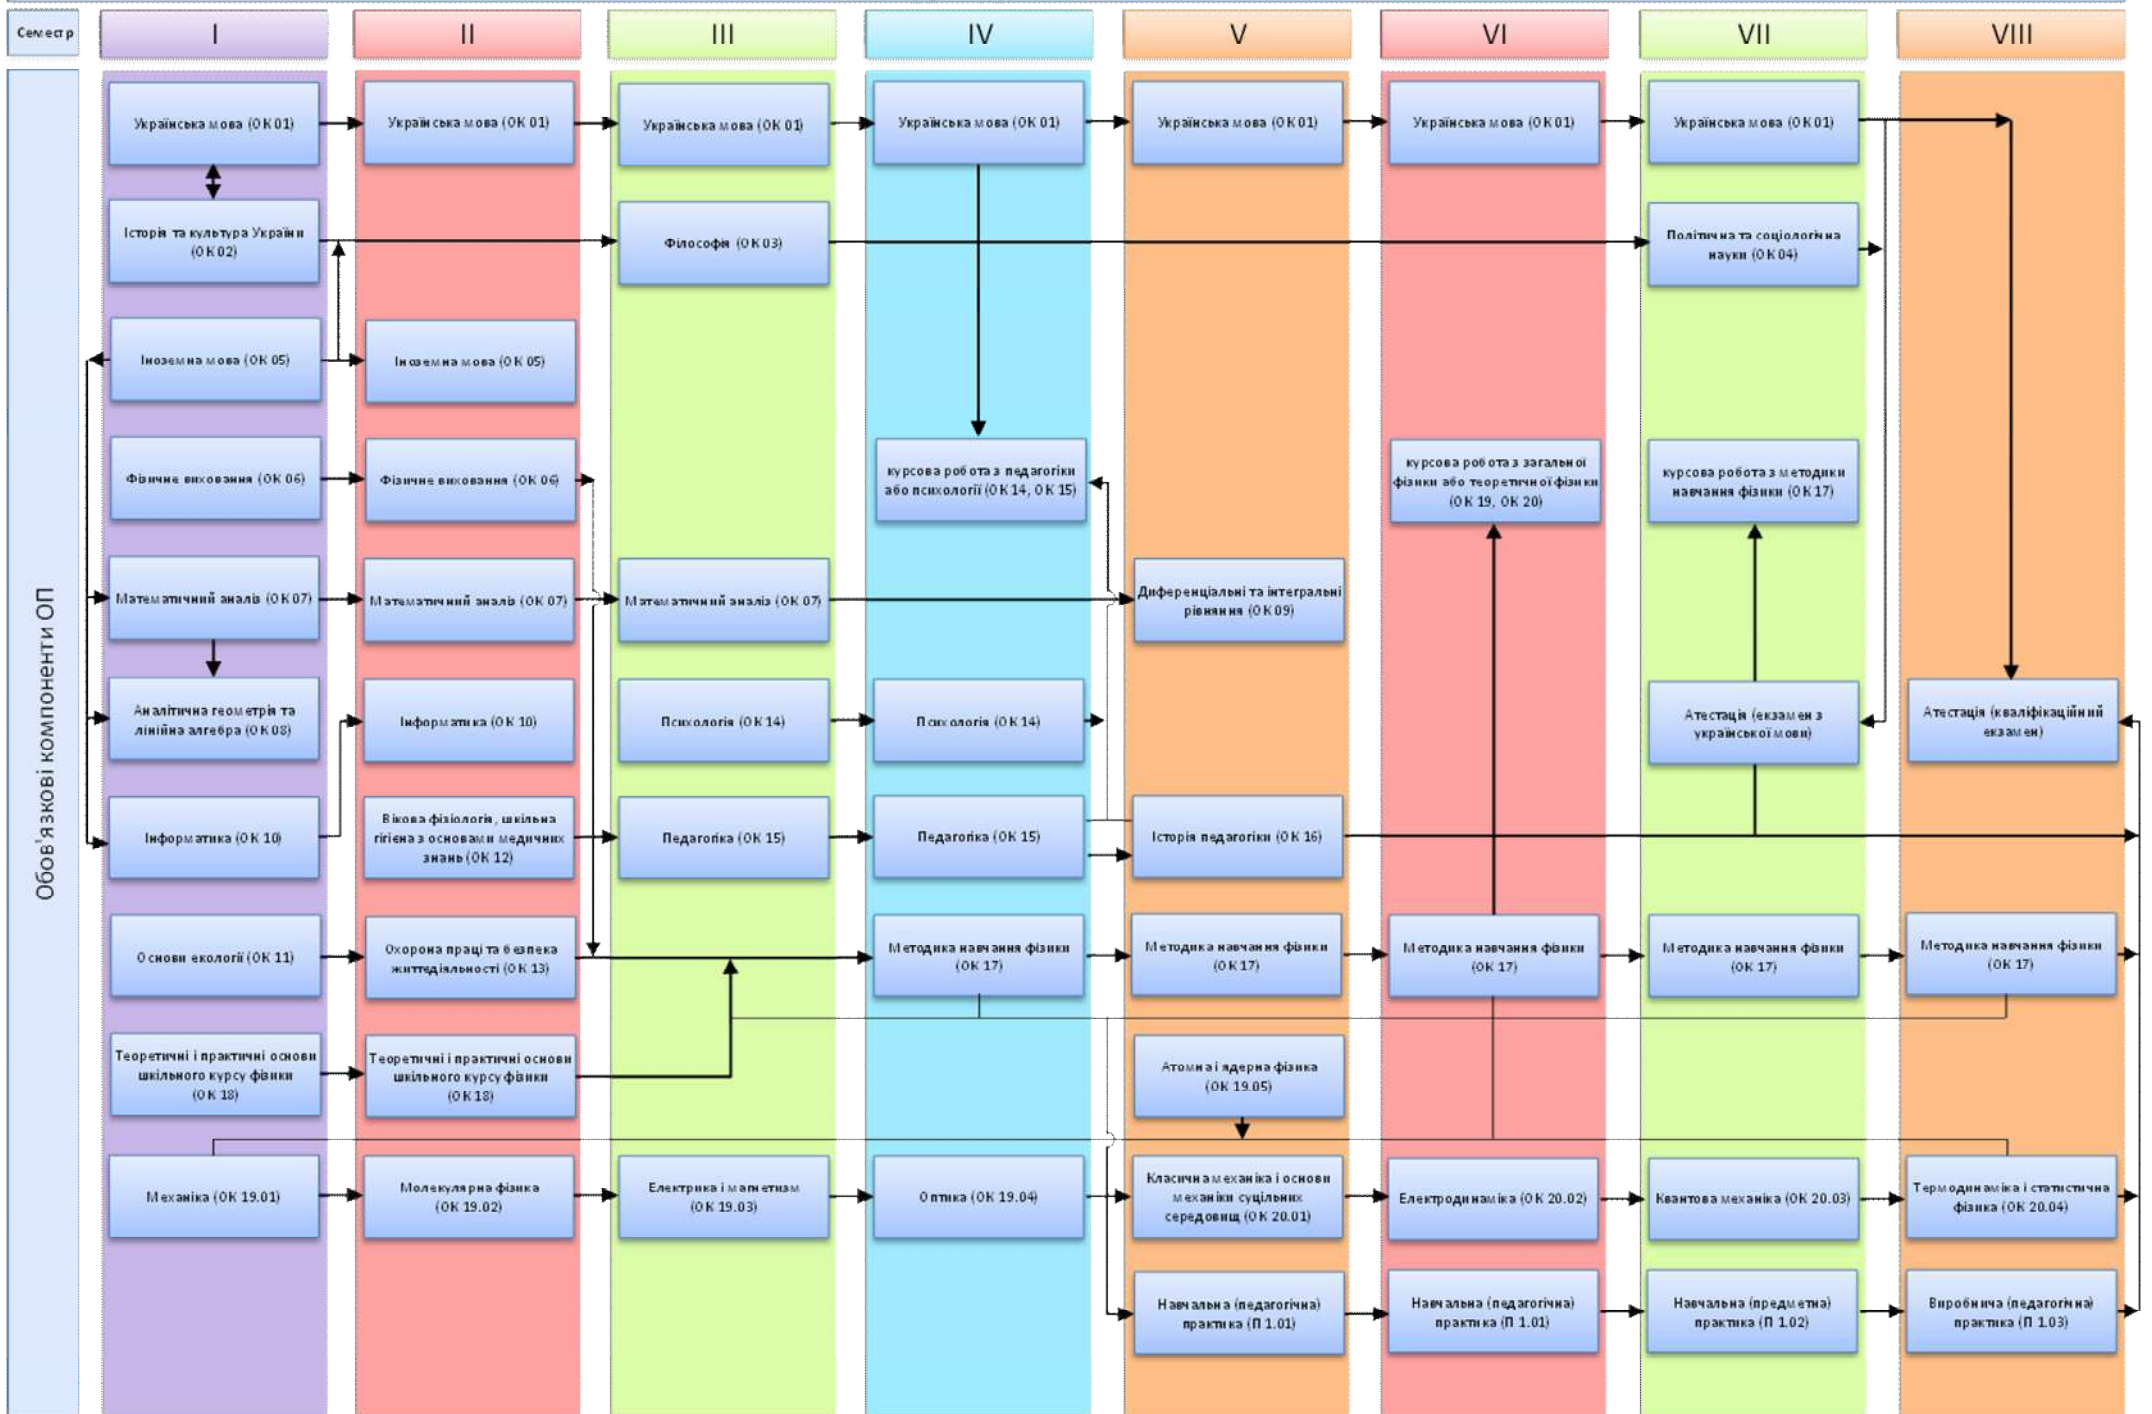 Семестр
I
II
III
IV
V
VI
VII
VIII
Обов'язкові компоненти ОП
Українська мова (ОК 01)
Українська мова (ОК 01)
Українська мова (ОК 01)
Українська мова (ОК 01)
Українська мова (ОК 01)
Українська мова (ОК 01)
Українська мова (ОК 01)
Історія та культура України
(ОК 02)
Філософія (ОК 03)
Політична та соціологічна
науки (ОК 04)
Іноземна мова (ОК 05)
Іноземна мова (ОК 05)
Фізичне виховання (ОК 06)
Фізичне виховання (ОК 06)
курсова робота з педагогіки
або психології (ОК 14, ОК 15)
курсова робота з загальної
фізики або теоретичної фізики
(ОК 19, ОК 20)
курсова робота з методики
навчання фізики (ОК 17)
Математичний аналіз (ОК 07)
Математичний аналіз (ОК 07)
Математичний аналіз (ОК 07)
Диференціальні та інтегральні
рівняння (ОК 09)
Аналітична геометрія та
лінійна алгебра (ОК 08)
Інформатика (ОК 10)
Психологія (ОК 14)
Психологія (ОК 14)
Атестація (екзамен з
української мови)
Атестація (кваліфікаційний
екзамен)
Інформатика (ОК 10)
Вікова фізіологія, шкільна
гігієна з основами медичних
знань (ОК 12)
Педагогіка (ОК 15)
Педагогіка (ОК 15)
Історія педагогіки (ОК 16)
Основи екології (ОК 11)
Охорона праці та безпека
життєдіяльності (ОК 13)
Методика навчання фізики
(ОК 17)
Методика навчання фізики
(ОК 17)
Методика навчання фізики
(ОК 17)
Методика навчання фізики
(ОК 17)
Методика навчання фізики
(ОК 17)
Теоретичні і практичні основи
шкільного курсу фізики
(ОК 18)
Теоретичні і практичні основи
шкільного курсу фізики
(ОК 18)
Атомна і ядерна фізика
(ОК 19.05)
Механіка (ОК 19.01)
Молекулярна фізика
(ОК 19.02)
Електрика і магнетизм
(ОК 19.03)
Оптика (ОК 19.04)
Класична механіка і основи
механіки суцільних
середовищ (ОК 20.01)
Електродинаміка (ОК 20.02)
Квантова механіка (ОК 20.03)
Термодинаміка і статистична
фізика (ОК 20.04)
Навчальна (педагогічна)
практика (П 1.01)
Навчальна (педагогічна)
практика (П 1.01)
Навчальна (предметна)
практика (П 1.02)
Виробнича (педагогічна)
практика (П 1.03)